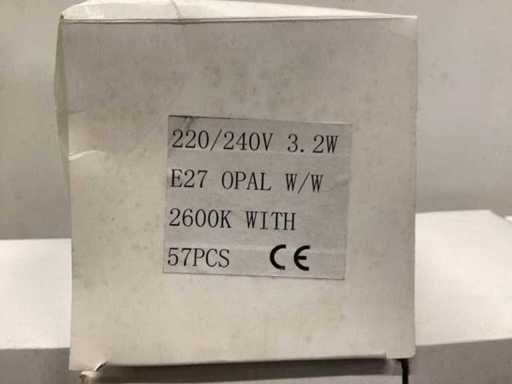 220/240V 3.2W
E27 OPAL W/W
2600K WITH
57PCS CE